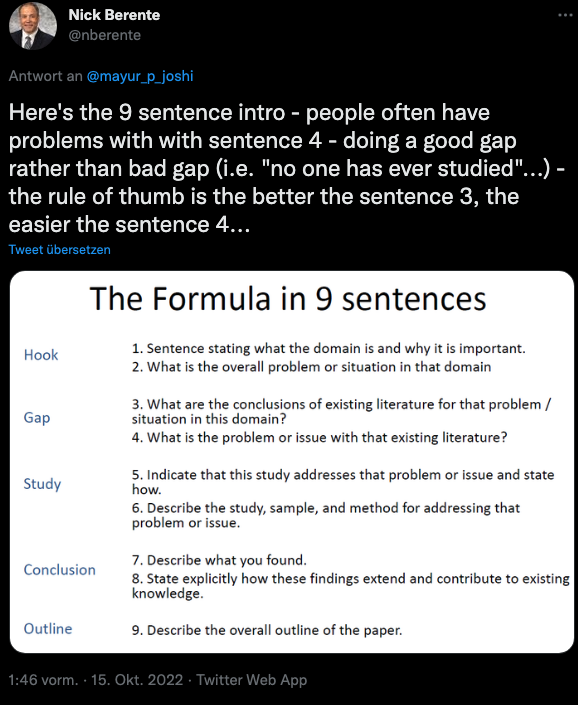 Nick Berente
@nberente
Antwort an @mayur_p_joshi
Here's the 9 sentence intro - people often have
problems with with sentence 4 - doing a good gap
rather than bad gap (i.e. "no one has ever studied"...) -
the rule of thumb is the better the sentence 3, the
easier the sentence 4...
Tweet übersetzen
The Formula in 9 sentences
Hook
1. Sentence stating what the domain is and why it is important.
2. What is the overall problem or situation in that domain
Gap
3. What are the conclusions of existing literature for that problem /
situation in this domain?
4. What is the problem or issue with that existing literature?
Study
5. Indicate that this study addresses that problem or issue and state
how.
6. Describe the study, sample, and method for addressing that
problem or issue.
Conclusion
7. Describe what you found.
8. State explicitly how these findings extend and contribute to existing
knowledge.
Outline
9. Describe the overall outline of the paper.
1:46 vorm. · 15. Okt. 2022 · Twitter Web App